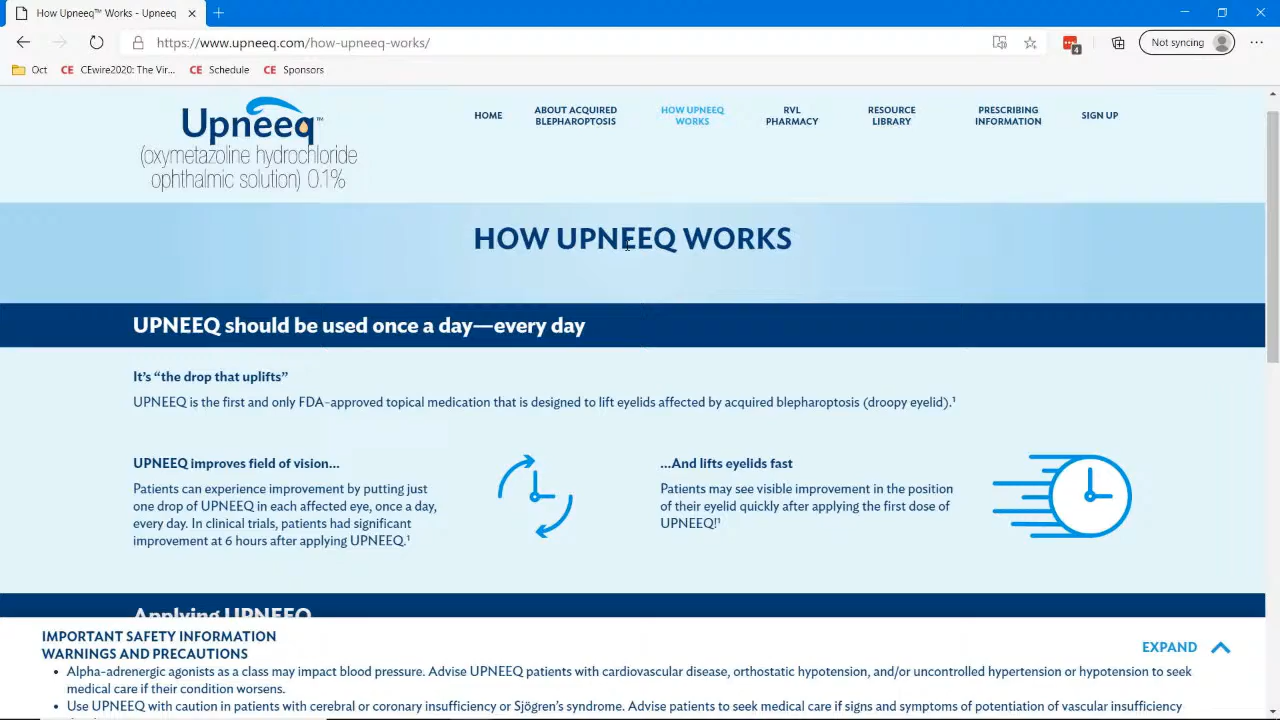 How Upneeq™ Works - Upneeq
https://www.upneeq.com/how-upneeq-works/
4
Not syncing
Oct
CEwire2020: The Vir...
Schedule
Sponsors
Upneeq™
(oxymetazoline hydrochloride
ophthalmic solution) 0.1%
HOME
ABOUT ACQUIRED
BLEPHAROPTOSIS
HOW UPNEEQ
WORKS
RVL
PHARMACY
RESOURCE
LIBRARY
PRESCRIBING
INFORMATION
SIGN UP
HOW UPNEEQ WORKS
UPNEEQ should be used once a day—every day
It's “the drop that uplifts”
UPNEEQ is the first and only FDA-approved topical medication that is designed to lift eyelids affected by acquired blepharoptosis (droopy eyelid).¹
UPNEEQ improves field of vision...
Patients can experience improvement by putting just
one drop of UPNEEQ in each affected eye, once a day,
every day. In clinical trials, patients had significant
improvement at 6 hours after applying UPNEEQ.¹
...And lifts eyelids fast
Patients may see visible improvement in the position
of their eyelid quickly after applying the first dose of
UPNEEQ!¹
Applying UPNEEQ
IMPORTANT SAFETY INFORMATION
WARNINGS AND PRECAUTIONS
EXPAND
• Alpha-adrenergic agonists as a class may impact blood pressure. Advise UPNEEQ patients with cardiovascular disease, orthostatic hypotension, and/or uncontrolled hypertension or hypotension to seek
medical care if their condition worsens.
• Use UPNEEQ with caution in patients with cerebral or coronary insufficiency or Sjögren's syndrome. Advise patients to seek medical care if signs and symptoms of potentiation of vascular insufficiency